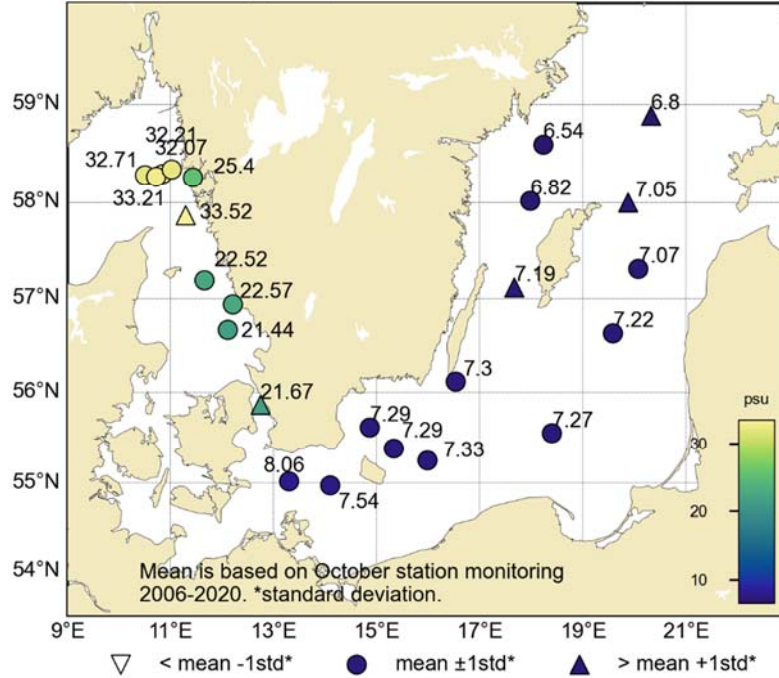 59°N
58°N
57°N
56°N
55°N
54°N
32.21
32.07
32.71
25.4
33.21
33.52
22.52
22.57
21.44
21.67
6.8
6.54
6.82
7.05
7.07
7.19
7.22
7.3
7.29
7.29
7.27
7.33
8.06
7.54
psu
30
20
10
Mean is based on October station monitoring
2006-2020. *standard deviation.
9°E 11°E 13°E 15°E 17°E 19°E 21°E
< mean -1std* mean ±1std* > mean +1std*